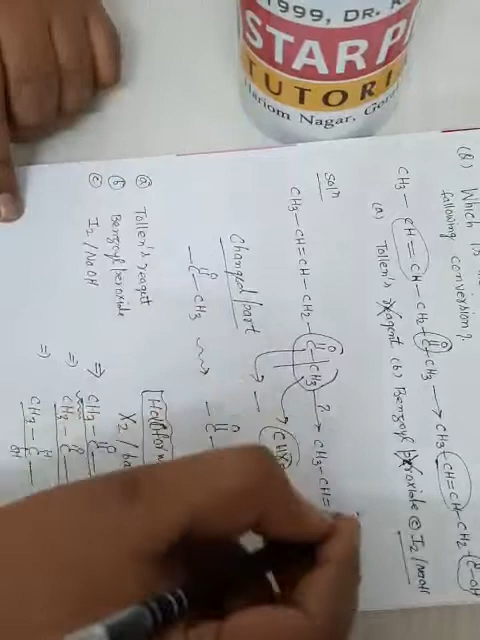 1999, DR.
STAR P
TUTORI
Hariom Nagar, Gor
(8) Which is
following conversion?
CH3 - CH = CH - CH2 - C - CH3 → CH3 - CH=CH - CH2 - C - OH
(a) Tollen's reagent (b) Benzoyl peroxide (c) I2/NaOH
Soln
CH3 - CH = CH - CH2 - C - CH3 ? → CH3 - CH =
Changed part
- C - CH3
O
(a) Tollen's reagent
(b) Benzoyl peroxide
(c) I2/NaOH
Haloform
X2 / ba
⇒ CH3 - C -
⇒ CH3 - C -
⇒ CH3 - C -
H
OH